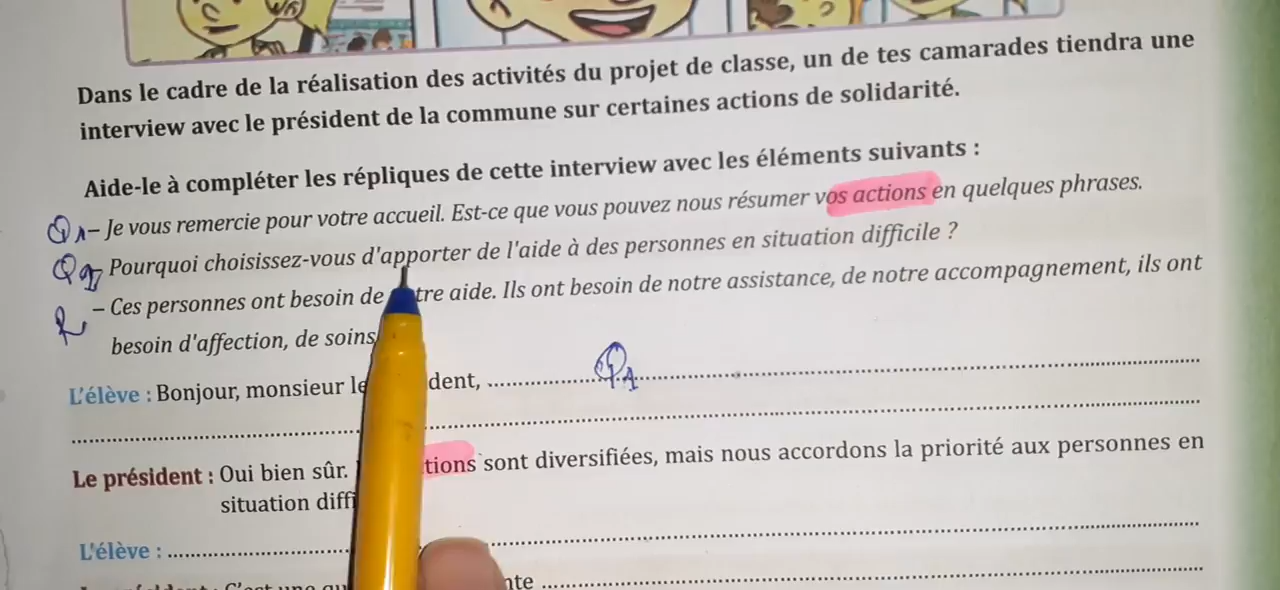 Dans le cadre de la réalisation des activités du projet de classe, un de tes camarades tiendra une
interview avec le président de la commune sur certaines actions de solidarité.
Aide-le à compléter les répliques de cette interview avec les éléments suivants :
Q1 – Je vous remercie pour votre accueil. Est-ce que vous pouvez nous résumer vos actions en quelques phrases.
Pourquoi choisissez-vous d'apporter de l'aide à des personnes en situation difficile ?
R – Ces personnes ont besoin de tre aide. Ils ont besoin de notre assistance, de notre accompagnement, ils ont
besoin d'affection, de soins
L'élève : Bonjour, monsieur le dent, .......... Q1 ..........
Le président : Oui bien sûr. tions sont diversifiées, mais nous accordons la priorité aux personnes en
situation diffi
L'élève : ..........